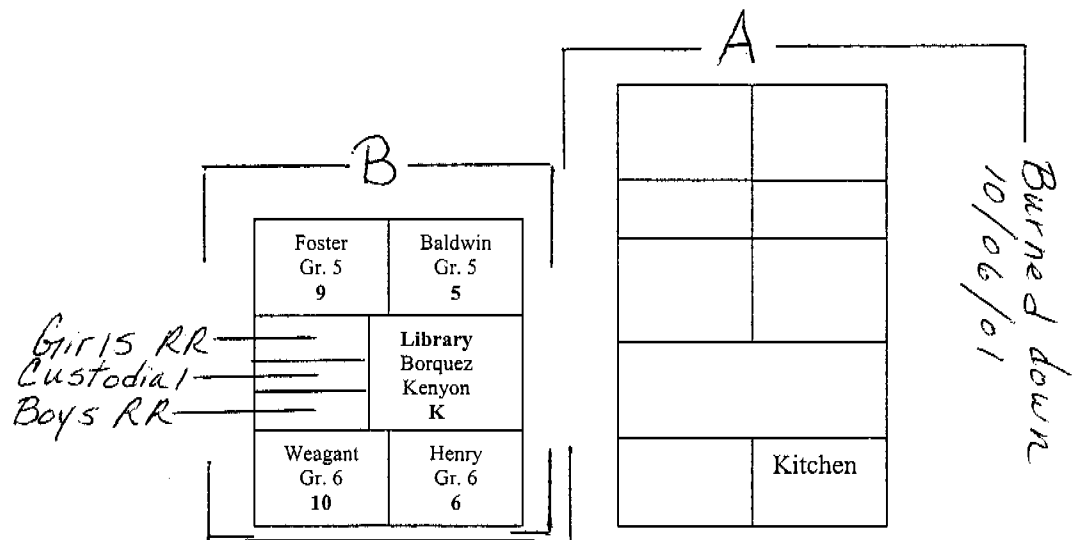 A
B
Burned down
10/06/01
Foster
Gr. 5
9
Baldwin
Gr. 5
5
Girls RR
Custodial
Boys RR
Library
Borquez
Kenyon
K
Weagant
Gr. 6
10
Henry
Gr. 6
6
Kitchen